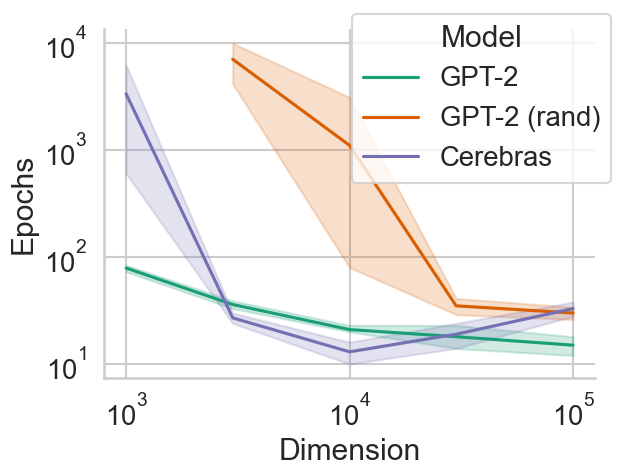 Model
GPT-2
GPT-2 (rand)
Cerebras
Epochs
10^4
10^3
10^2
10^1
10^3
10^4
10^5
Dimension